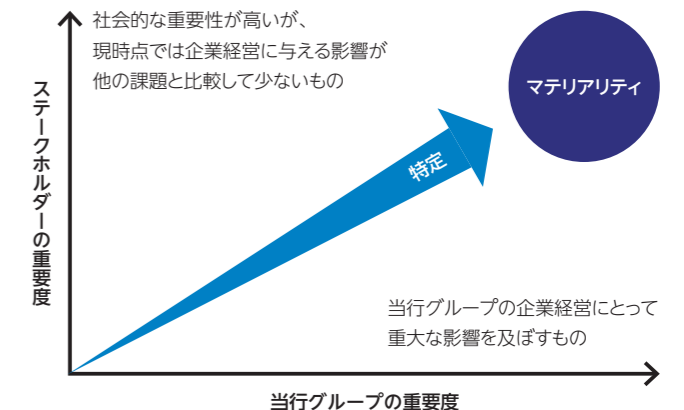 社会的な重要性が高いが、
現時点では企業経営に与える影響が
他の課題と比較して少ないもの
マテリアリティ
ステークホルダーの重要度
特定
当行グループの企業経営にとって
重大な影響を及ぼすもの
当行グループの重要度